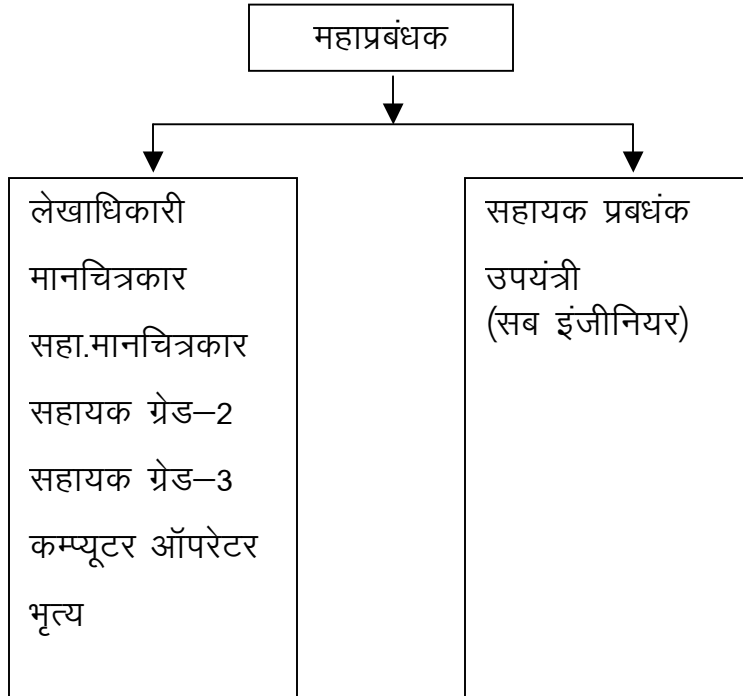 महाप्रबंधक
लेखाधिकारी
मानचित्रकार
सहा.मानचित्रकार
सहायक ग्रेड–2
सहायक ग्रेड–3
कम्प्यूटर ऑपरेटर
भृत्य
सहायक प्रबधंक
उपयंत्री
(सब इंजीनियर)